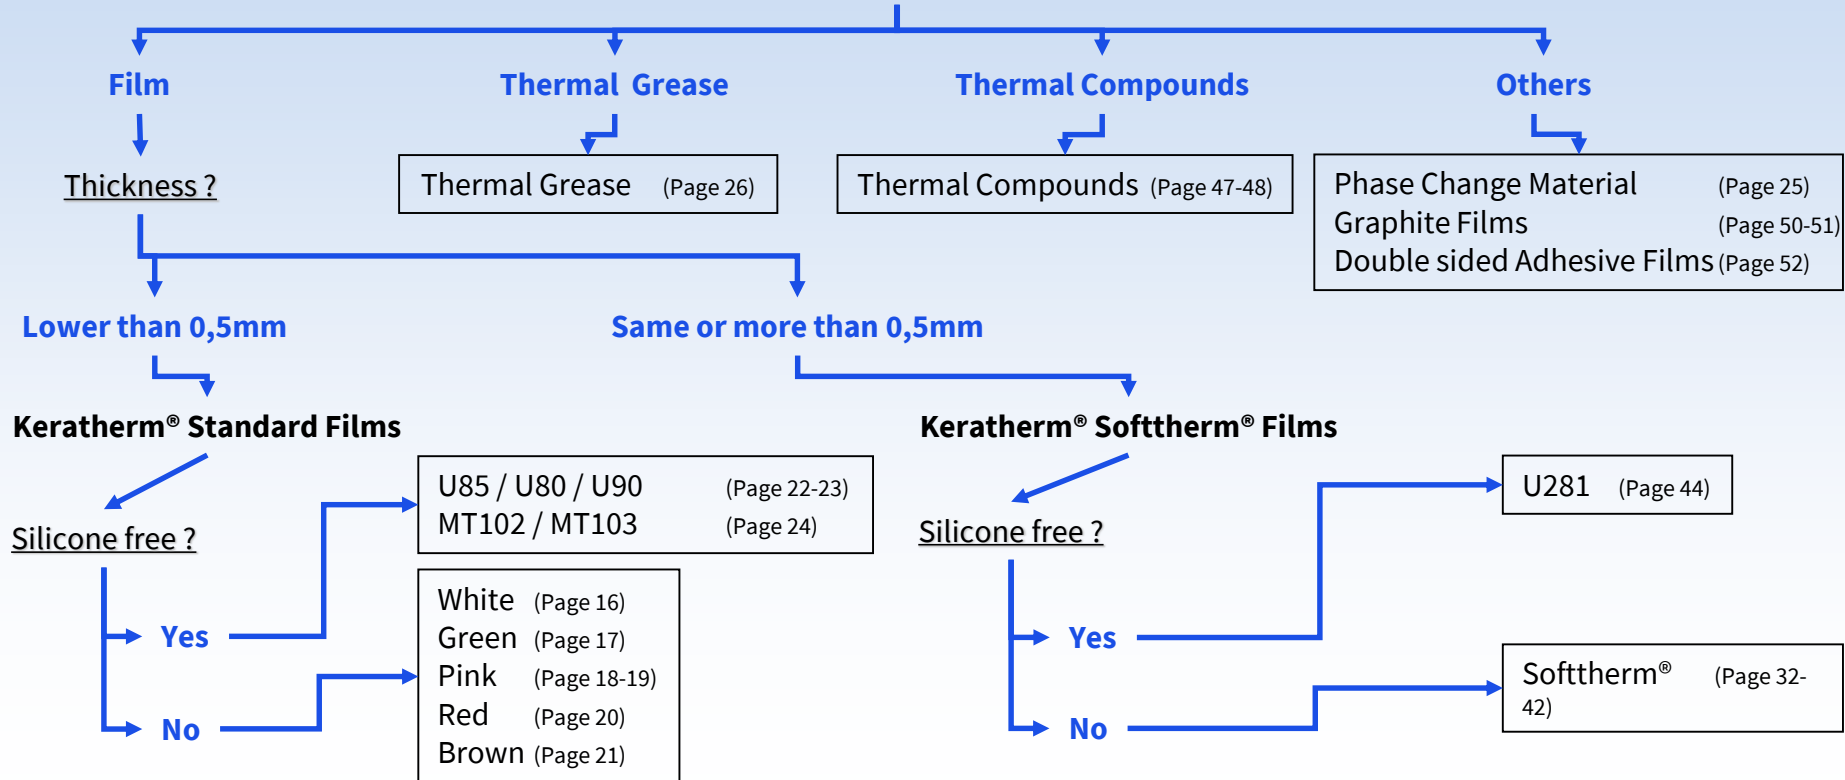 Film
Thermal Grease
Thermal Compounds
Others
Thickness ?
Thermal Grease (Page 26)
Thermal Compounds (Page 47-48)
Phase Change Material (Page 25)
Graphite Films (Page 50-51)
Double sided Adhesive Films (Page 52)
Lower than 0,5mm
Same or more than 0,5mm
Keratherm® Standard Films
Keratherm® Softtherm® Films
Silicone free ?
U85 / U80 / U90 (Page 22-23)
MT102 / MT103 (Page 24)
Yes
No
White (Page 16)
Green (Page 17)
Pink (Page 18-19)
Red (Page 20)
Brown (Page 21)
Silicone free ?
U281 (Page 44)
Yes
No
Softtherm® (Page 32-
42)